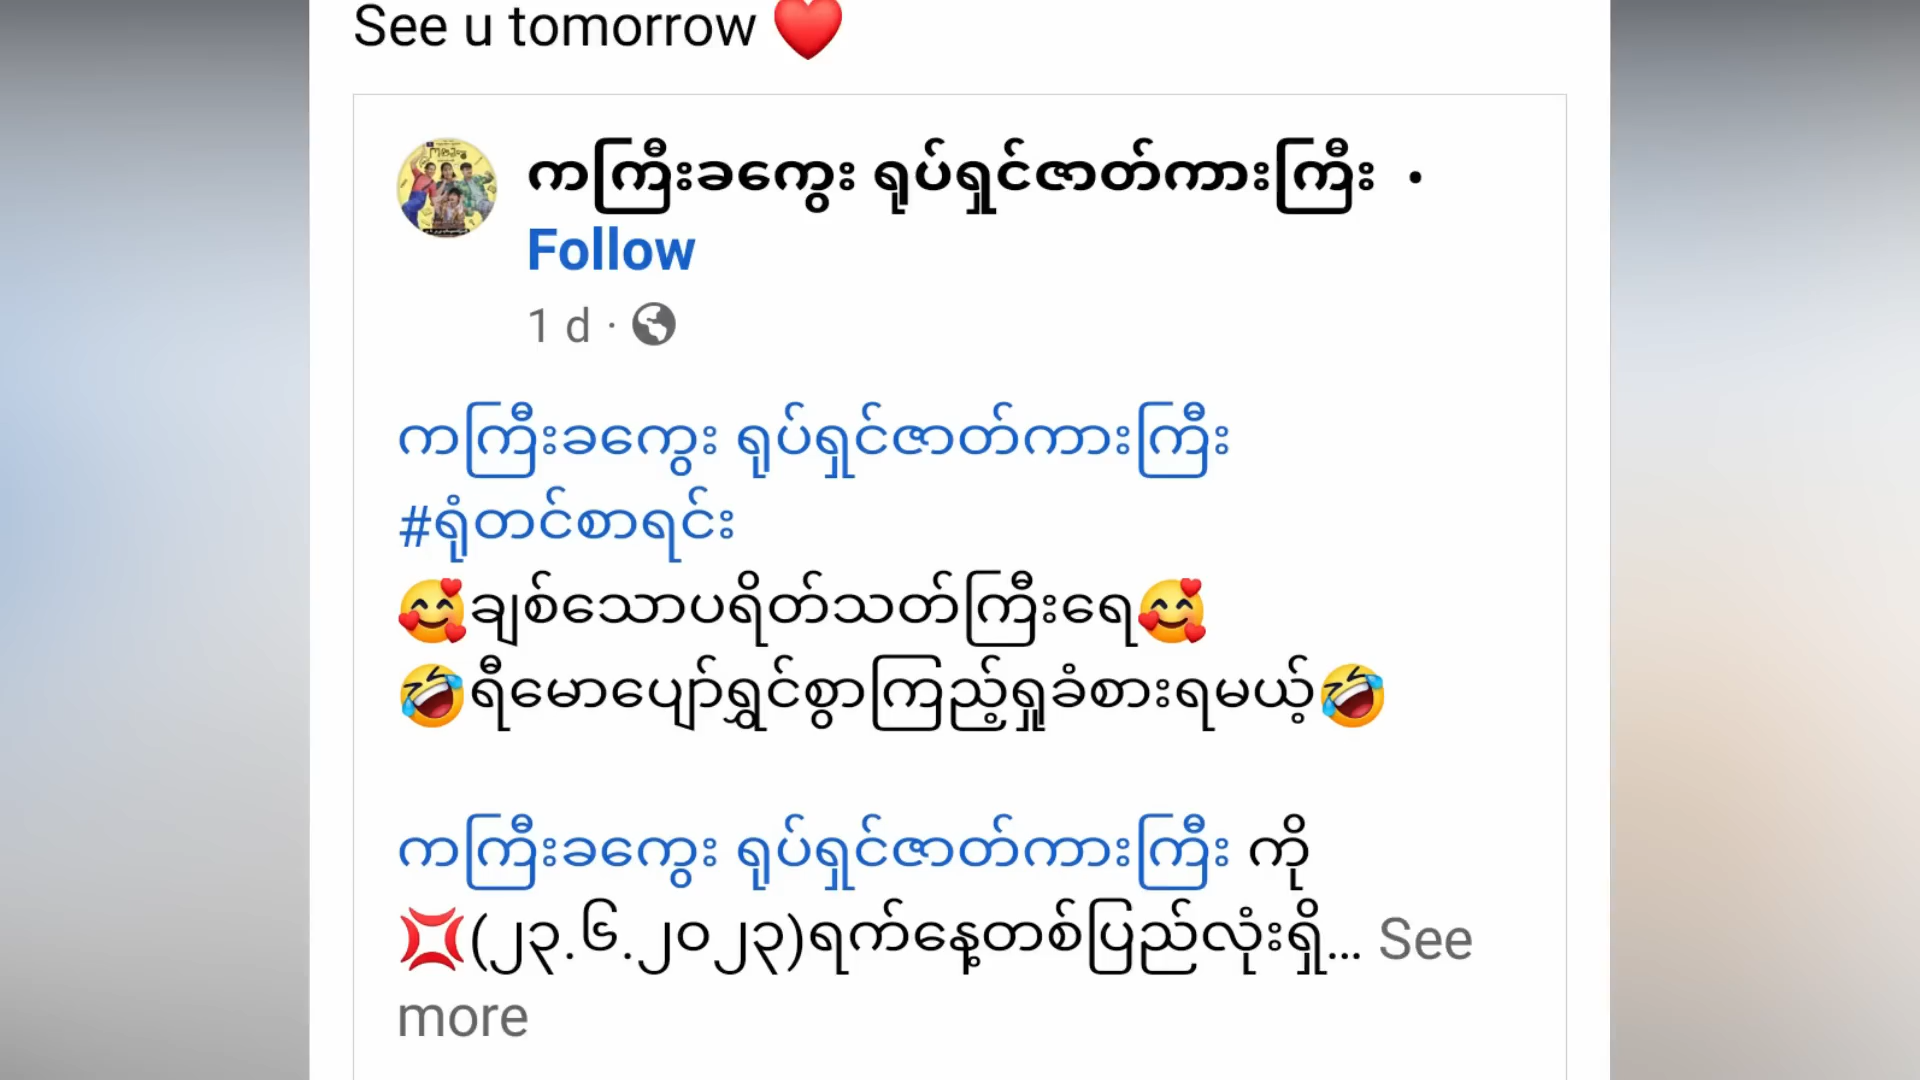 See u tomorrow ❤️
ကကြီးခကွေး ရုပ်ရှင်ဇာတ်ကားကြီး ·
Follow
1 d ·
ကကြီးခကွေး ရုပ်ရှင်ဇာတ်ကားကြီး
#ရုံတင်စာရင်း
🥰ချစ်သောပရိတ်သတ်ကြီးရေ🥰
🤣ရီမောပျော်ရွှင်စွာကြည့်ရှုခံစားရမယ့်🤣
ကကြီးခကွေး ရုပ်ရှင်ဇာတ်ကားကြီး ကို
💢(၂၃.၆.၂၀၂၃)ရက်နေ့တစ်ပြည်လုံးရှိ... See
more